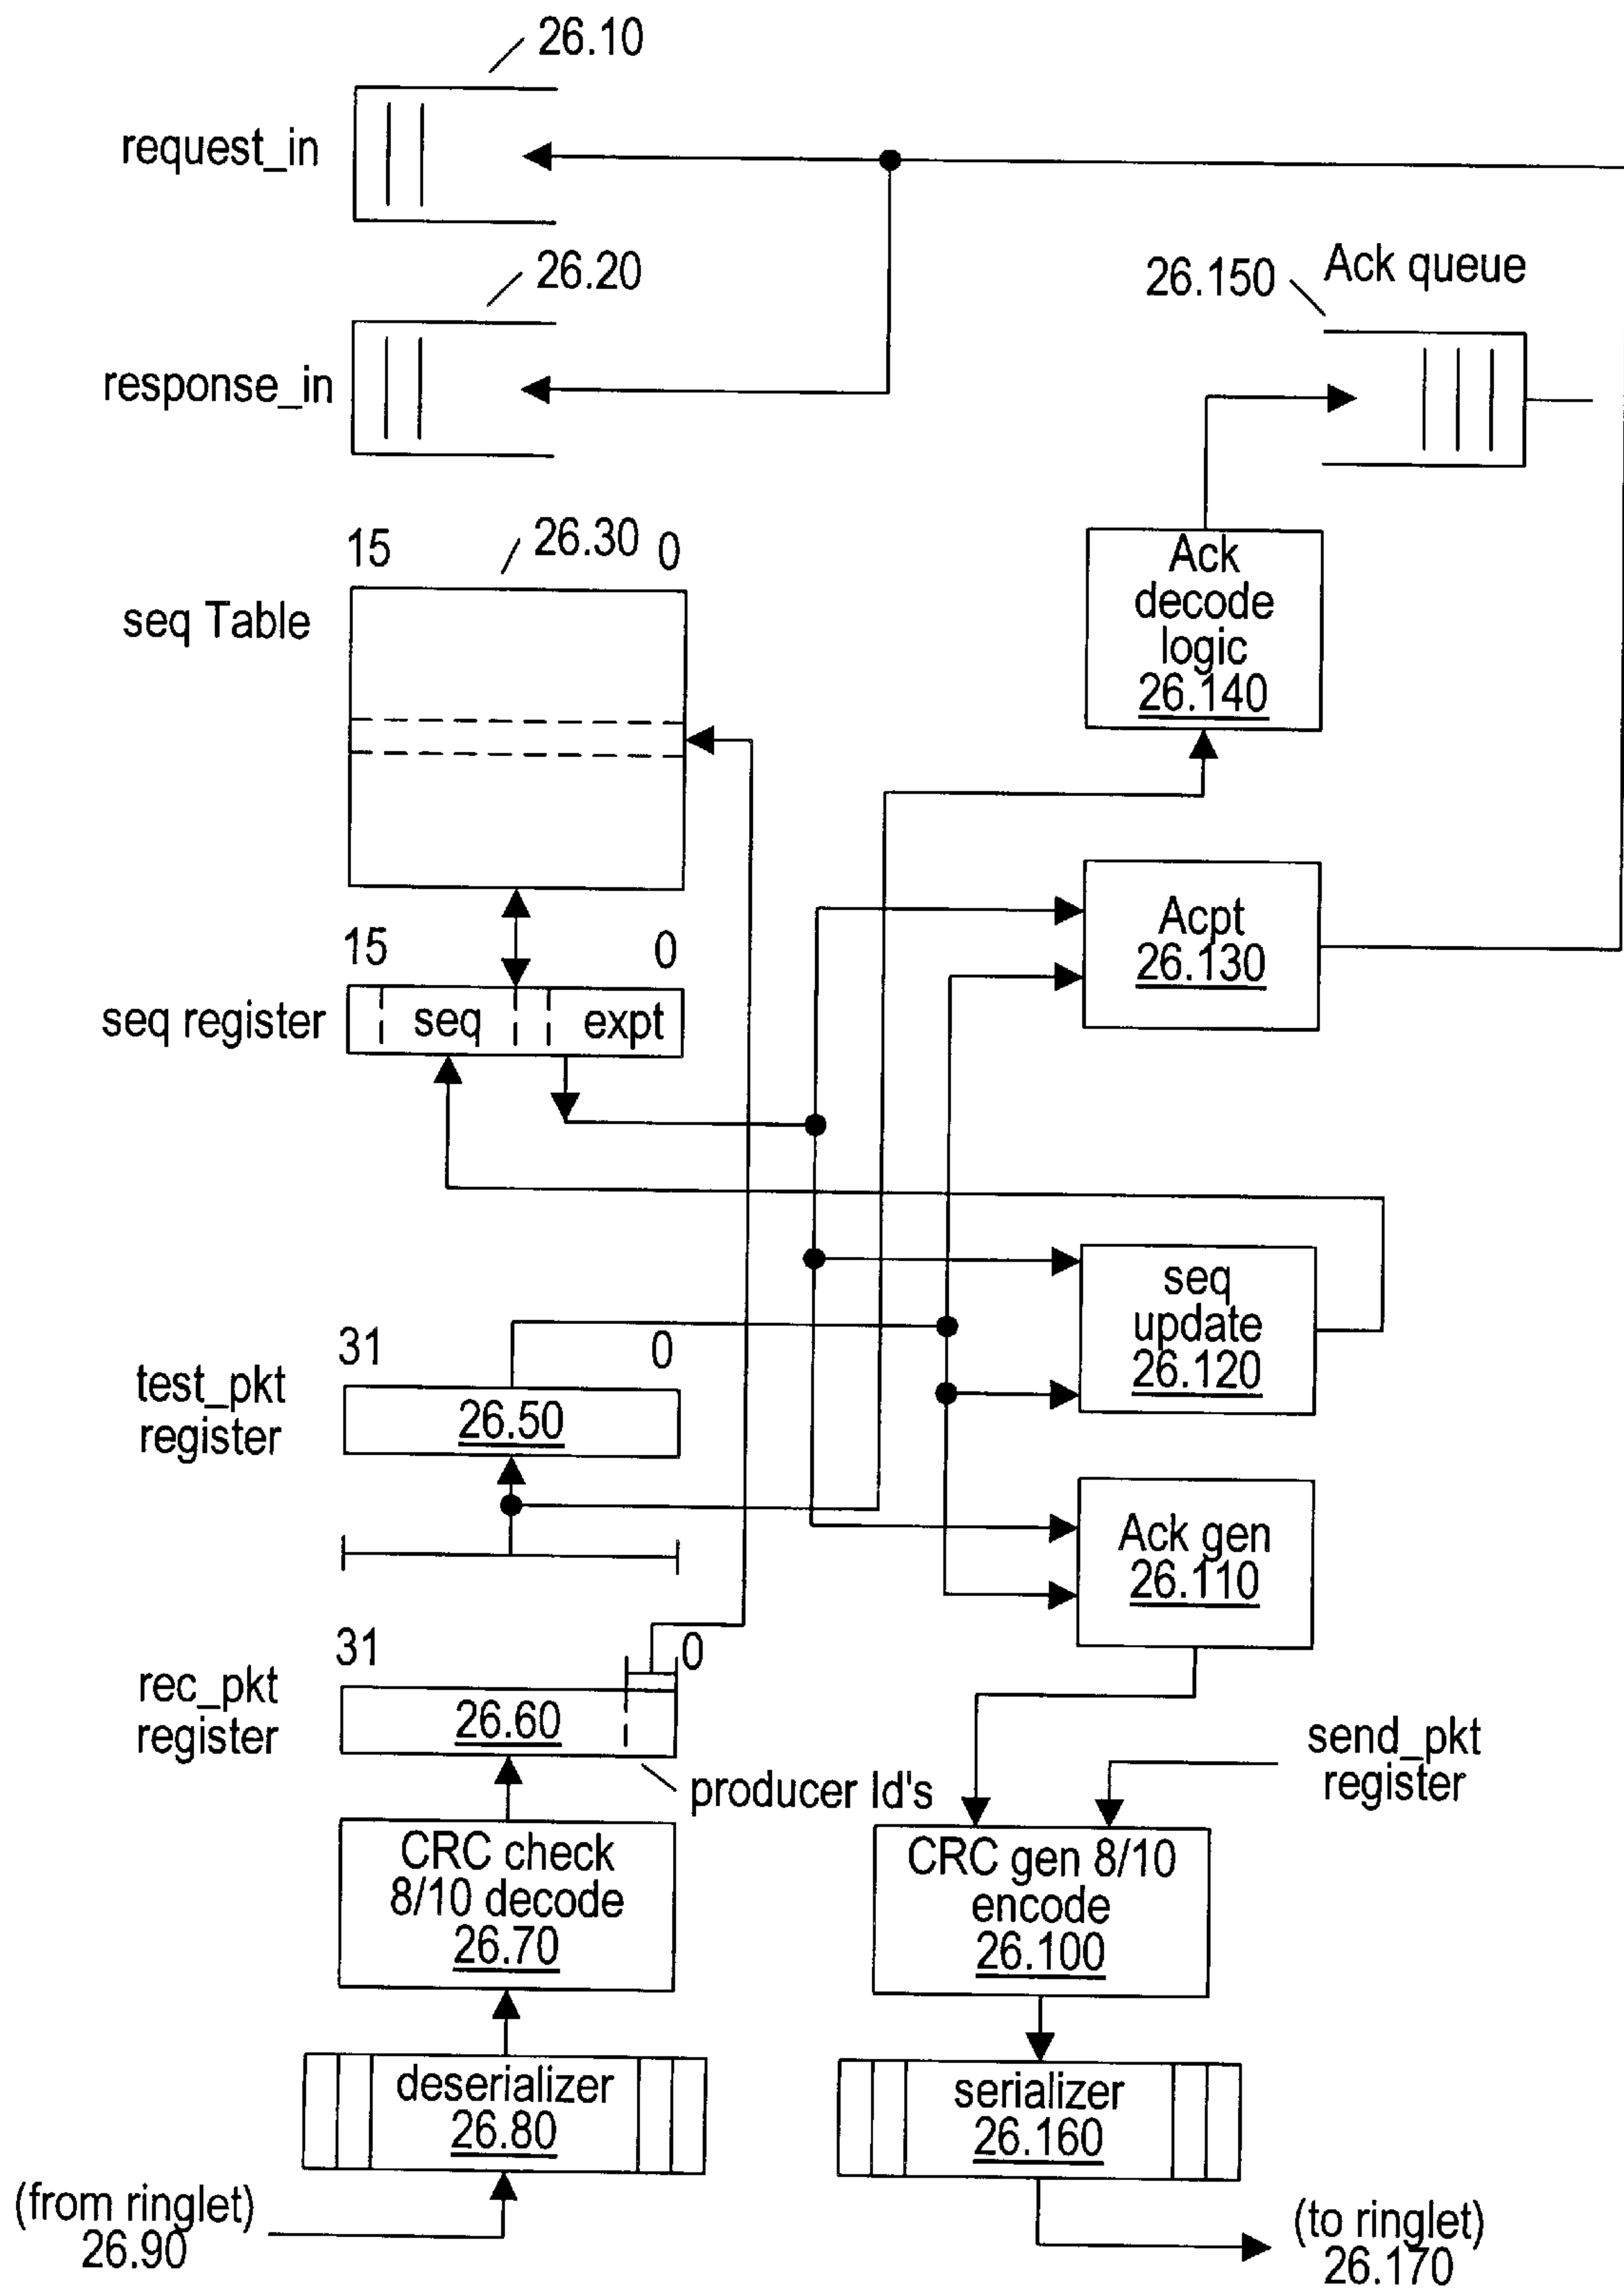 26.10
request_in
26.20
response_in
26.150
Ack queue
15
26.30
0
seq Table
Ack
decode
logic
26.140
15
0
seq register
seq
expt
Acpt
26.130
seq
update
26.120
31
0
test_pkt
register
26.50
Ack gen
26.110
31
0
rec_pkt
register
26.60
producer Id's
send_pkt
register
CRC check
8/10 decode
26.70
CRC gen 8/10
encode
26.100
deserializer
26.80
serializer
26.160
(from ringlet)
26.90
(to ringlet)
26.170